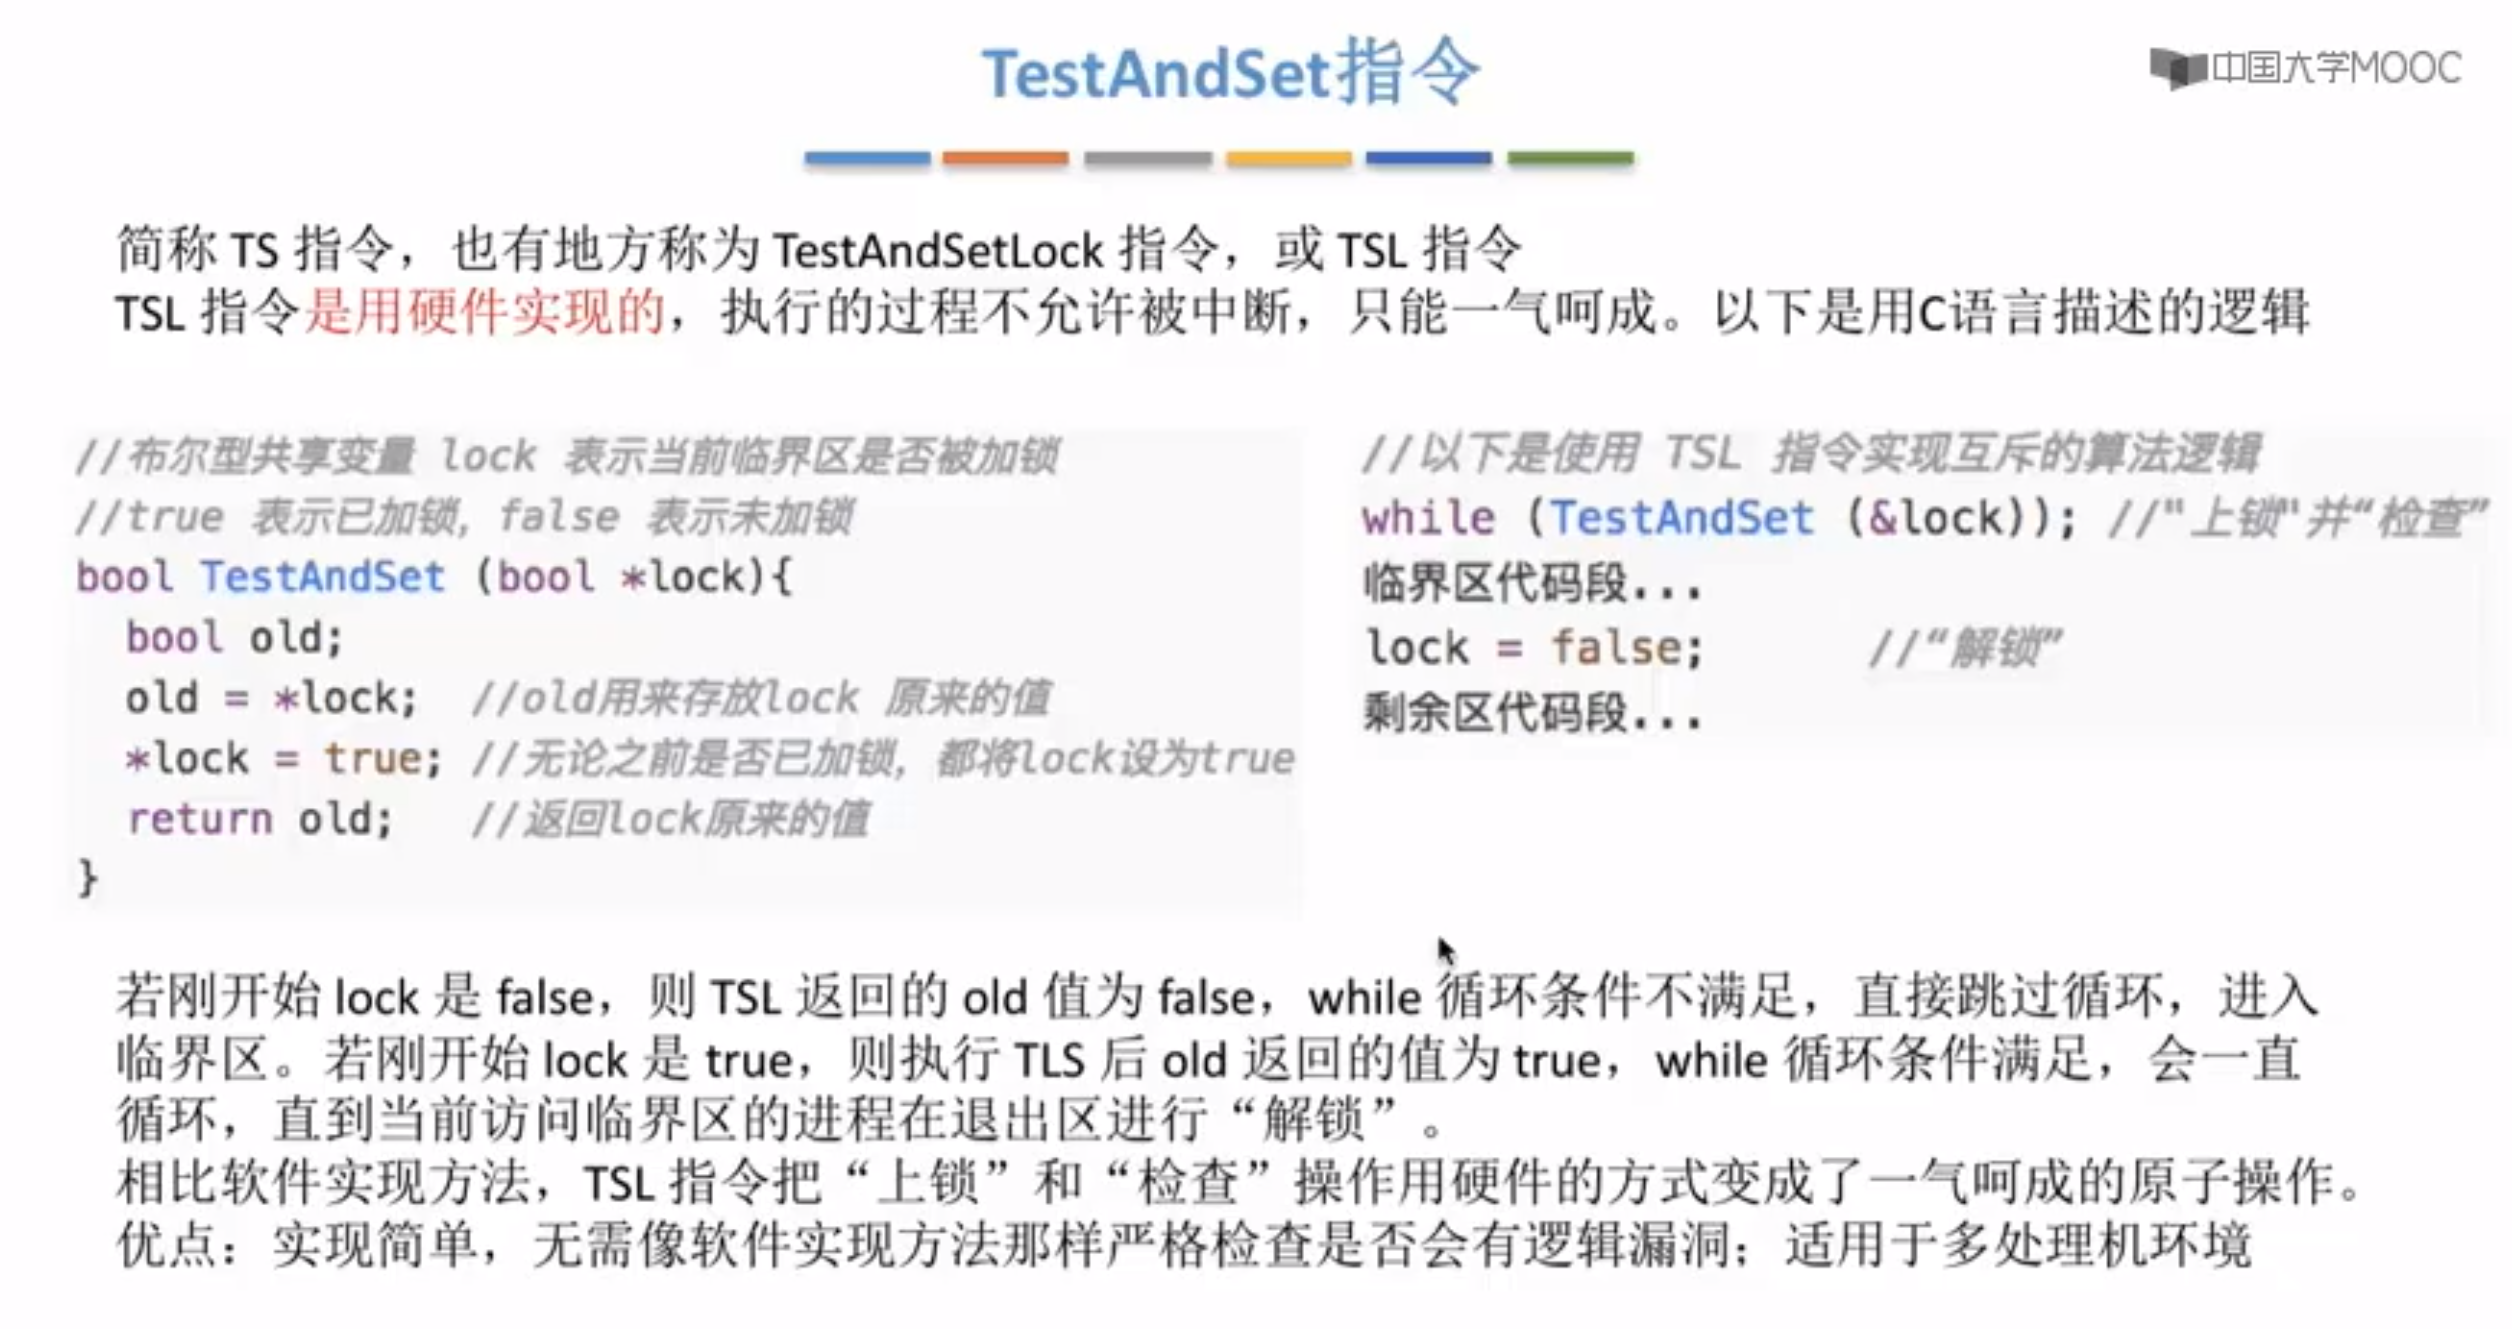 TestAndSet指令
中国大学MOOC
简称 TS 指令，也有地方称为 TestAndSetLock 指令，或 TSL 指令
TSL 指令是用硬件实现的，执行的过程不允许被中断，只能一气呵成。以下是用C语言描述的逻辑
//布尔型共享变量 lock 表示当前临界区是否被加锁
//true 表示已加锁，false 表示未加锁
bool TestAndSet (bool *lock){
bool old;
old = *lock; //old用来存放lock 原来的值
*lock = true; //无论之前是否已加锁，都将lock设为true
return old; //返回lock原来的值
}
//以下是使用 TSL 指令实现互斥的算法逻辑
while (TestAndSet (&lock)); //"上锁"并“检查”
临界区代码段...
lock = false; //“解锁”
剩余区代码段...
若刚开始 lock 是 false，则 TSL 返回的 old 值为 false，while 循环条件不满足，直接跳过循环，进入
临界区。若刚开始 lock 是 true，则执行 TLS 后 old 返回的值为 true，while 循环条件满足，会一直
循环，直到当前访问临界区的进程在退出区进行“解锁”。
相比软件实现方法，TSL 指令把“上锁”和“检查”操作用硬件的方式变成了一气呵成的原子操作。
优点：实现简单，无需像软件实现方法那样严格检查是否会有逻辑漏洞；适用于多处理机环境